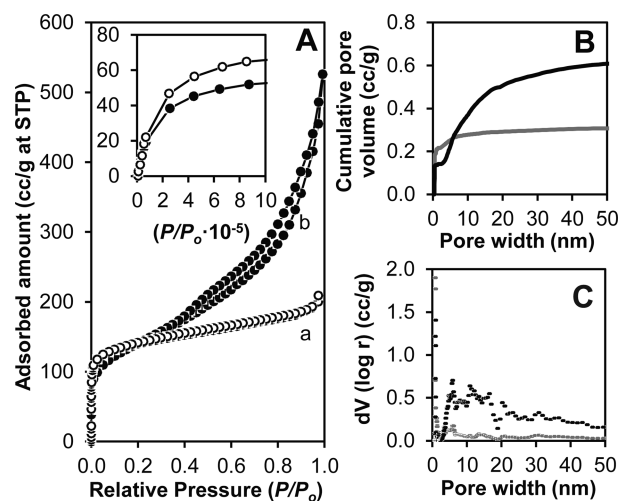 600
500
400
300
200
100
0
Adsorbed amount (cc/g at STP)
0.0 0.2 0.4 0.6 0.8 1.0
Relative Pressure (P/Po)
A
b
a
80
60
40
20
0
0 2 4 6 8 10
(P/Po·10-5)
B
Cumulative pore
volume (cc/g)
0.8
0.6
0.4
0.2
0.0
0 10 20 30 40 50
Pore width (nm)
C
dV (log r) (cc/g)
2.0
1.5
1.0
0.5
0.0
0 10 20 30 40 50
Pore width (nm)